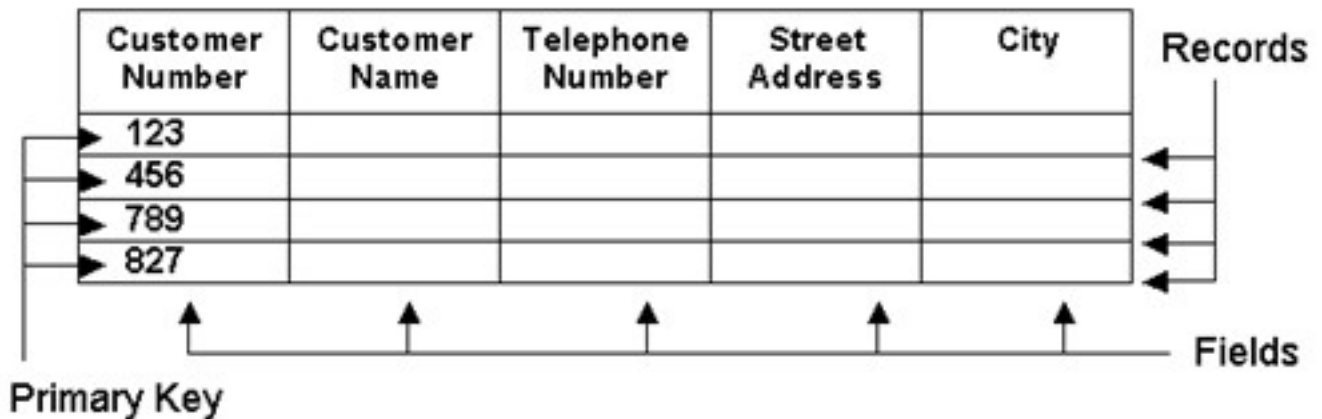 Customer Number
Customer Name
Telephone Number
Street Address
City
Records
123
456
789
827
Fields
Primary Key